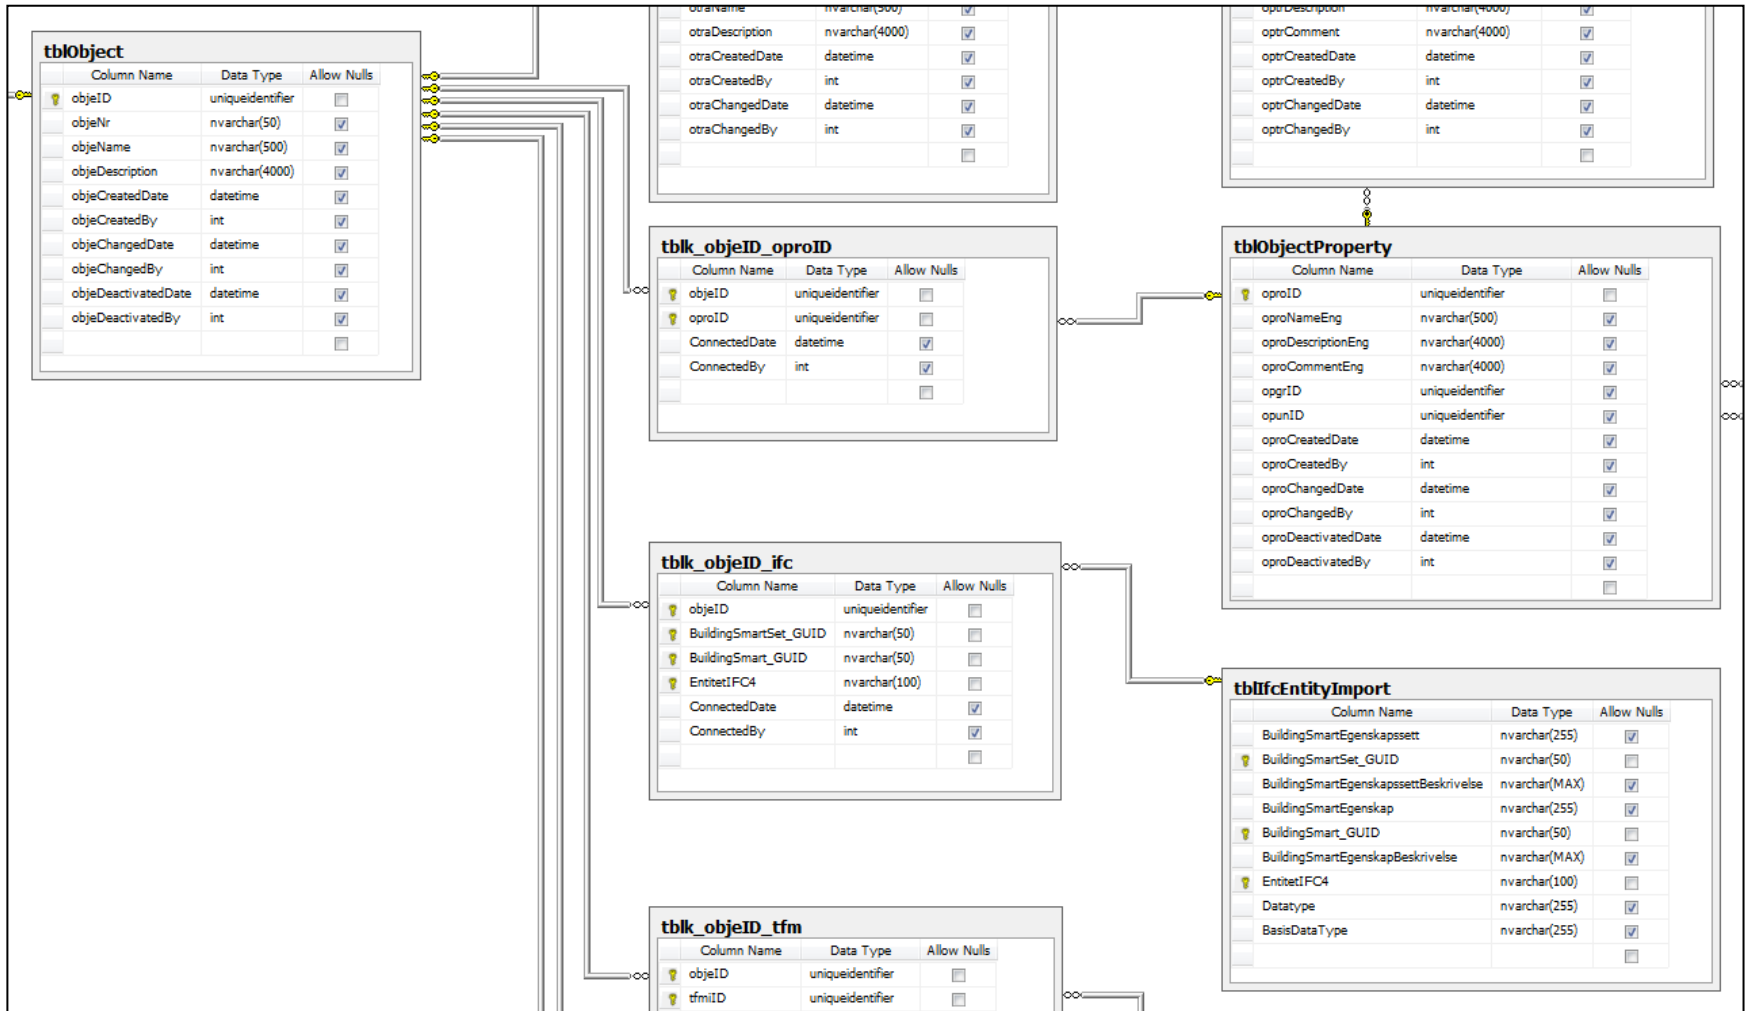 tblObject
Column Name Data Type Allow Nulls
objeID uniqueidentifier
objeNr nvarchar(50)
objeName nvarchar(500)
objeDescription nvarchar(4000)
objeCreatedDate datetime
objeCreatedBy int
objeChangedDate datetime
objeChangedBy int
objeDeactivatedDate datetime
objeDeactivatedBy int
otraName nvarchar(500)
otraDescription nvarchar(4000)
otraCreatedDate datetime
otraCreatedBy int
otraChangedDate datetime
otraChangedBy int
optrDescription nvarchar(4000)
optrComment nvarchar(4000)
optrCreatedDate datetime
optrCreatedBy int
optrChangedDate datetime
optrChangedBy int
tblk_objeID_oproID
Column Name Data Type Allow Nulls
objeID uniqueidentifier
oproID uniqueidentifier
ConnectedDate datetime
ConnectedBy int
tblObjectProperty
Column Name Data Type Allow Nulls
oproID uniqueidentifier
oproNameEng nvarchar(500)
oproDescriptionEng nvarchar(4000)
oproCommentEng nvarchar(4000)
opgrID uniqueidentifier
opunID uniqueidentifier
oproCreatedDate datetime
oproCreatedBy int
oproChangedDate datetime
oproChangedBy int
oproDeactivatedDate datetime
oproDeactivatedBy int
tblk_objeID_ifc
Column Name Data Type Allow Nulls
objeID uniqueidentifier
BuildingSmartSet_GUID nvarchar(50)
BuildingSmart_GUID nvarchar(50)
EntitetIFC4 nvarchar(100)
ConnectedDate datetime
ConnectedBy int
tblIfcEntityImport
Column Name Data Type Allow Nulls
BuildingSmartEgenskapssett nvarchar(255)
BuildingSmartSet_GUID nvarchar(50)
BuildingSmartEgenskapssettBeskrivelse nvarchar(MAX)
BuildingSmartEgenskap nvarchar(255)
BuildingSmart_GUID nvarchar(50)
BuildingSmartEgenskapBeskrivelse nvarchar(MAX)
EntitetIFC4 nvarchar(100)
Datatype nvarchar(255)
BasisDataType nvarchar(255)
tblk_objeID_tfm
Column Name Data Type Allow Nulls
objeID uniqueidentifier
tfmiID uniqueidentifier